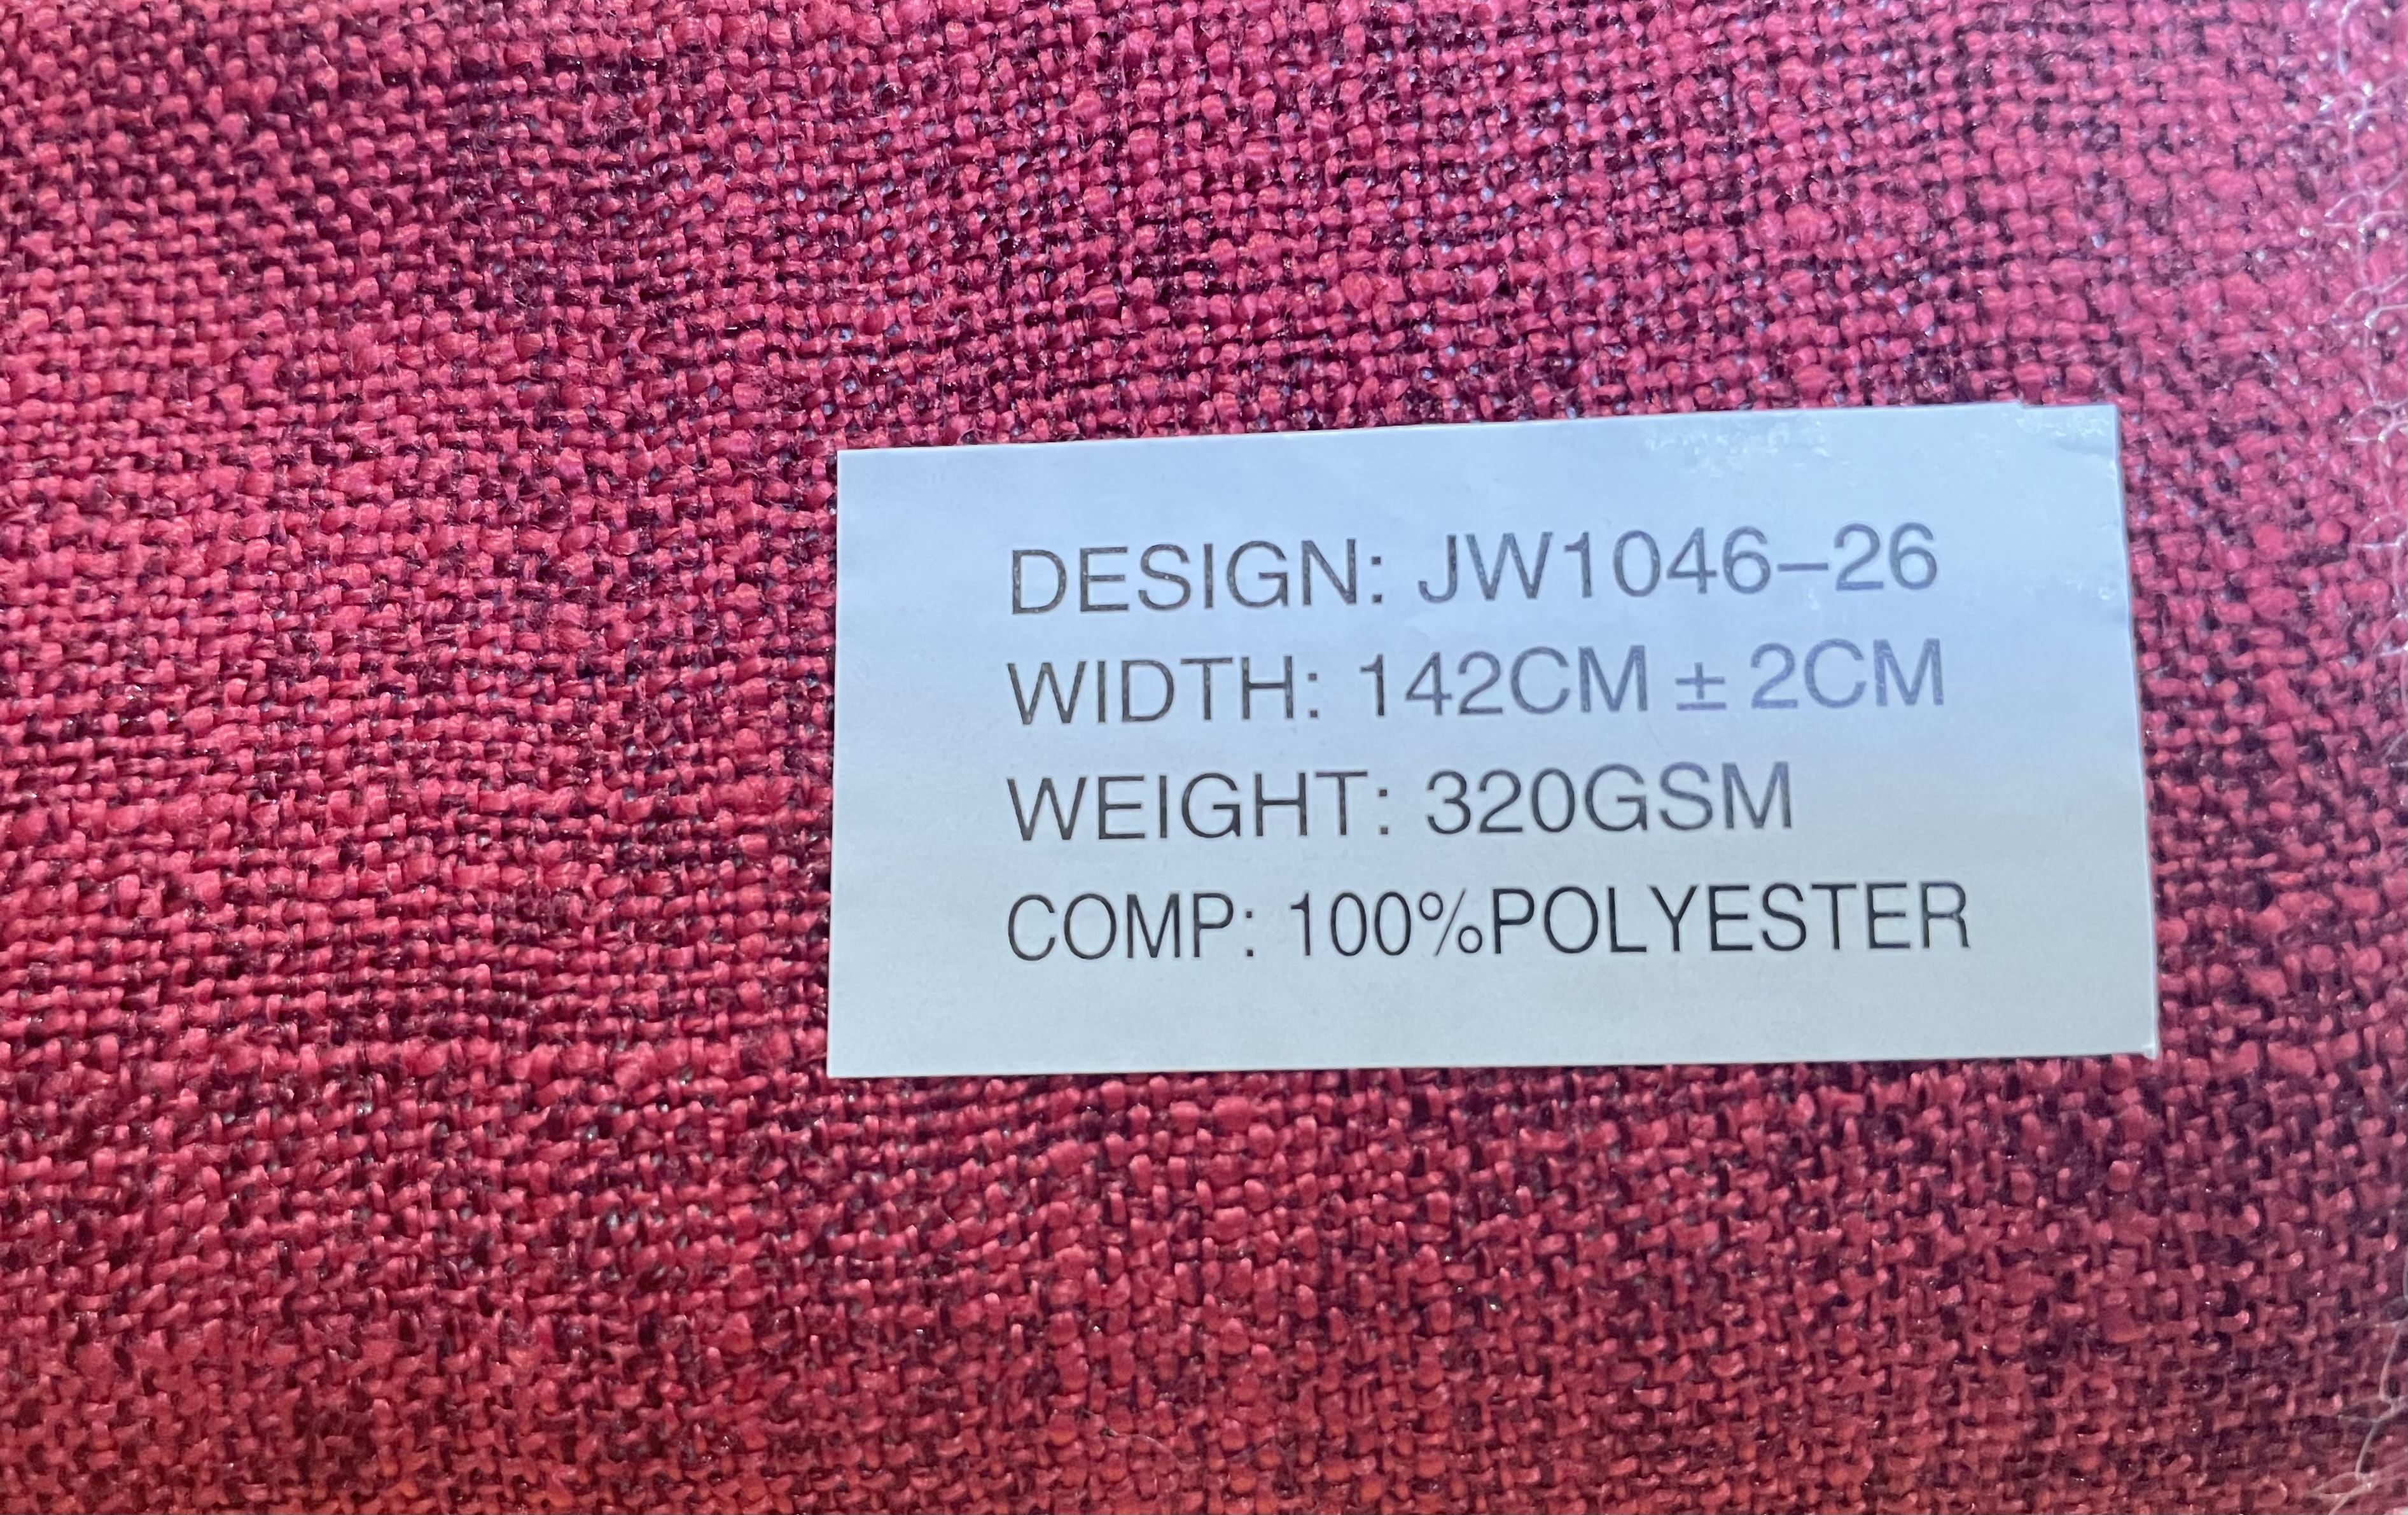 DESIGN: JW1046–26
WIDTH: 142CM ± 2CM
WEIGHT: 320GSM
COMP: 100%POLYESTER